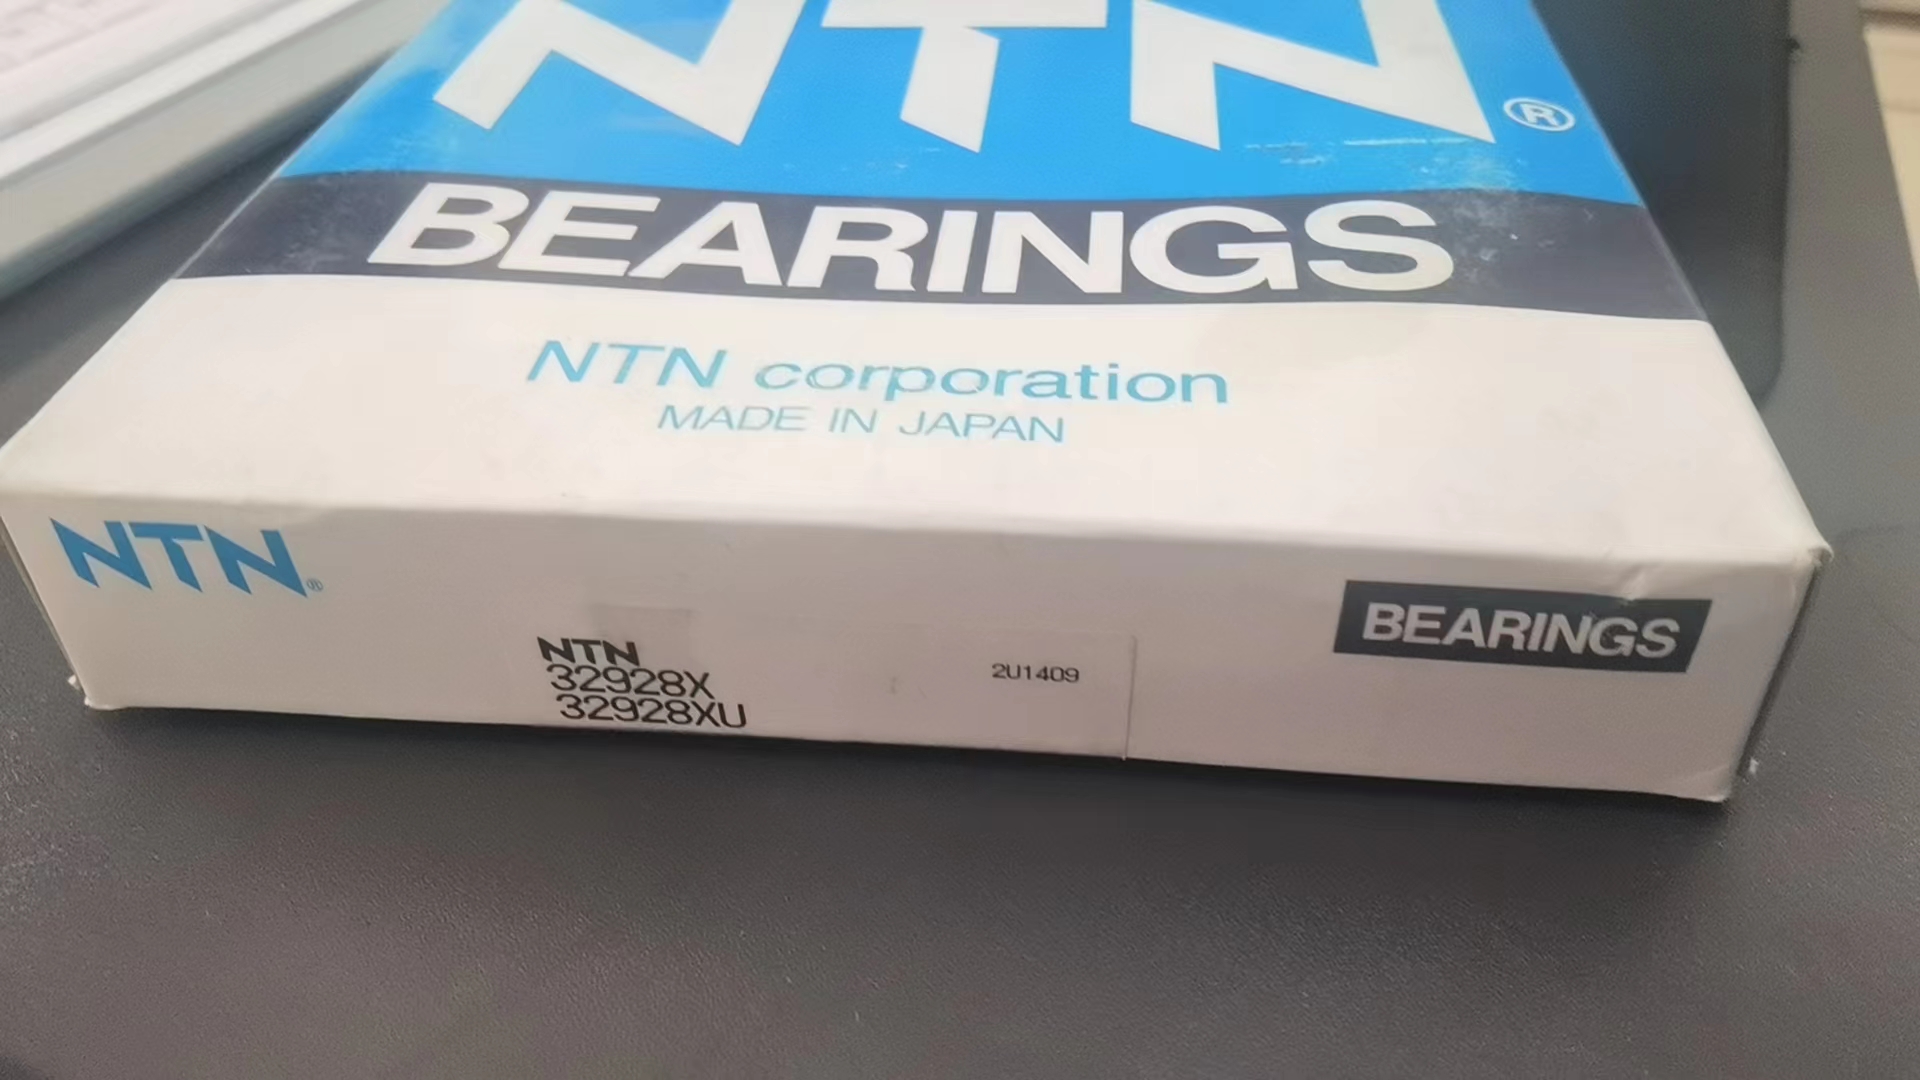 NTN®
BEARINGS
NTN corporation
MADE IN JAPAN
NTN®
BEARINGS
NTN
32928X
32928XU
2U1409